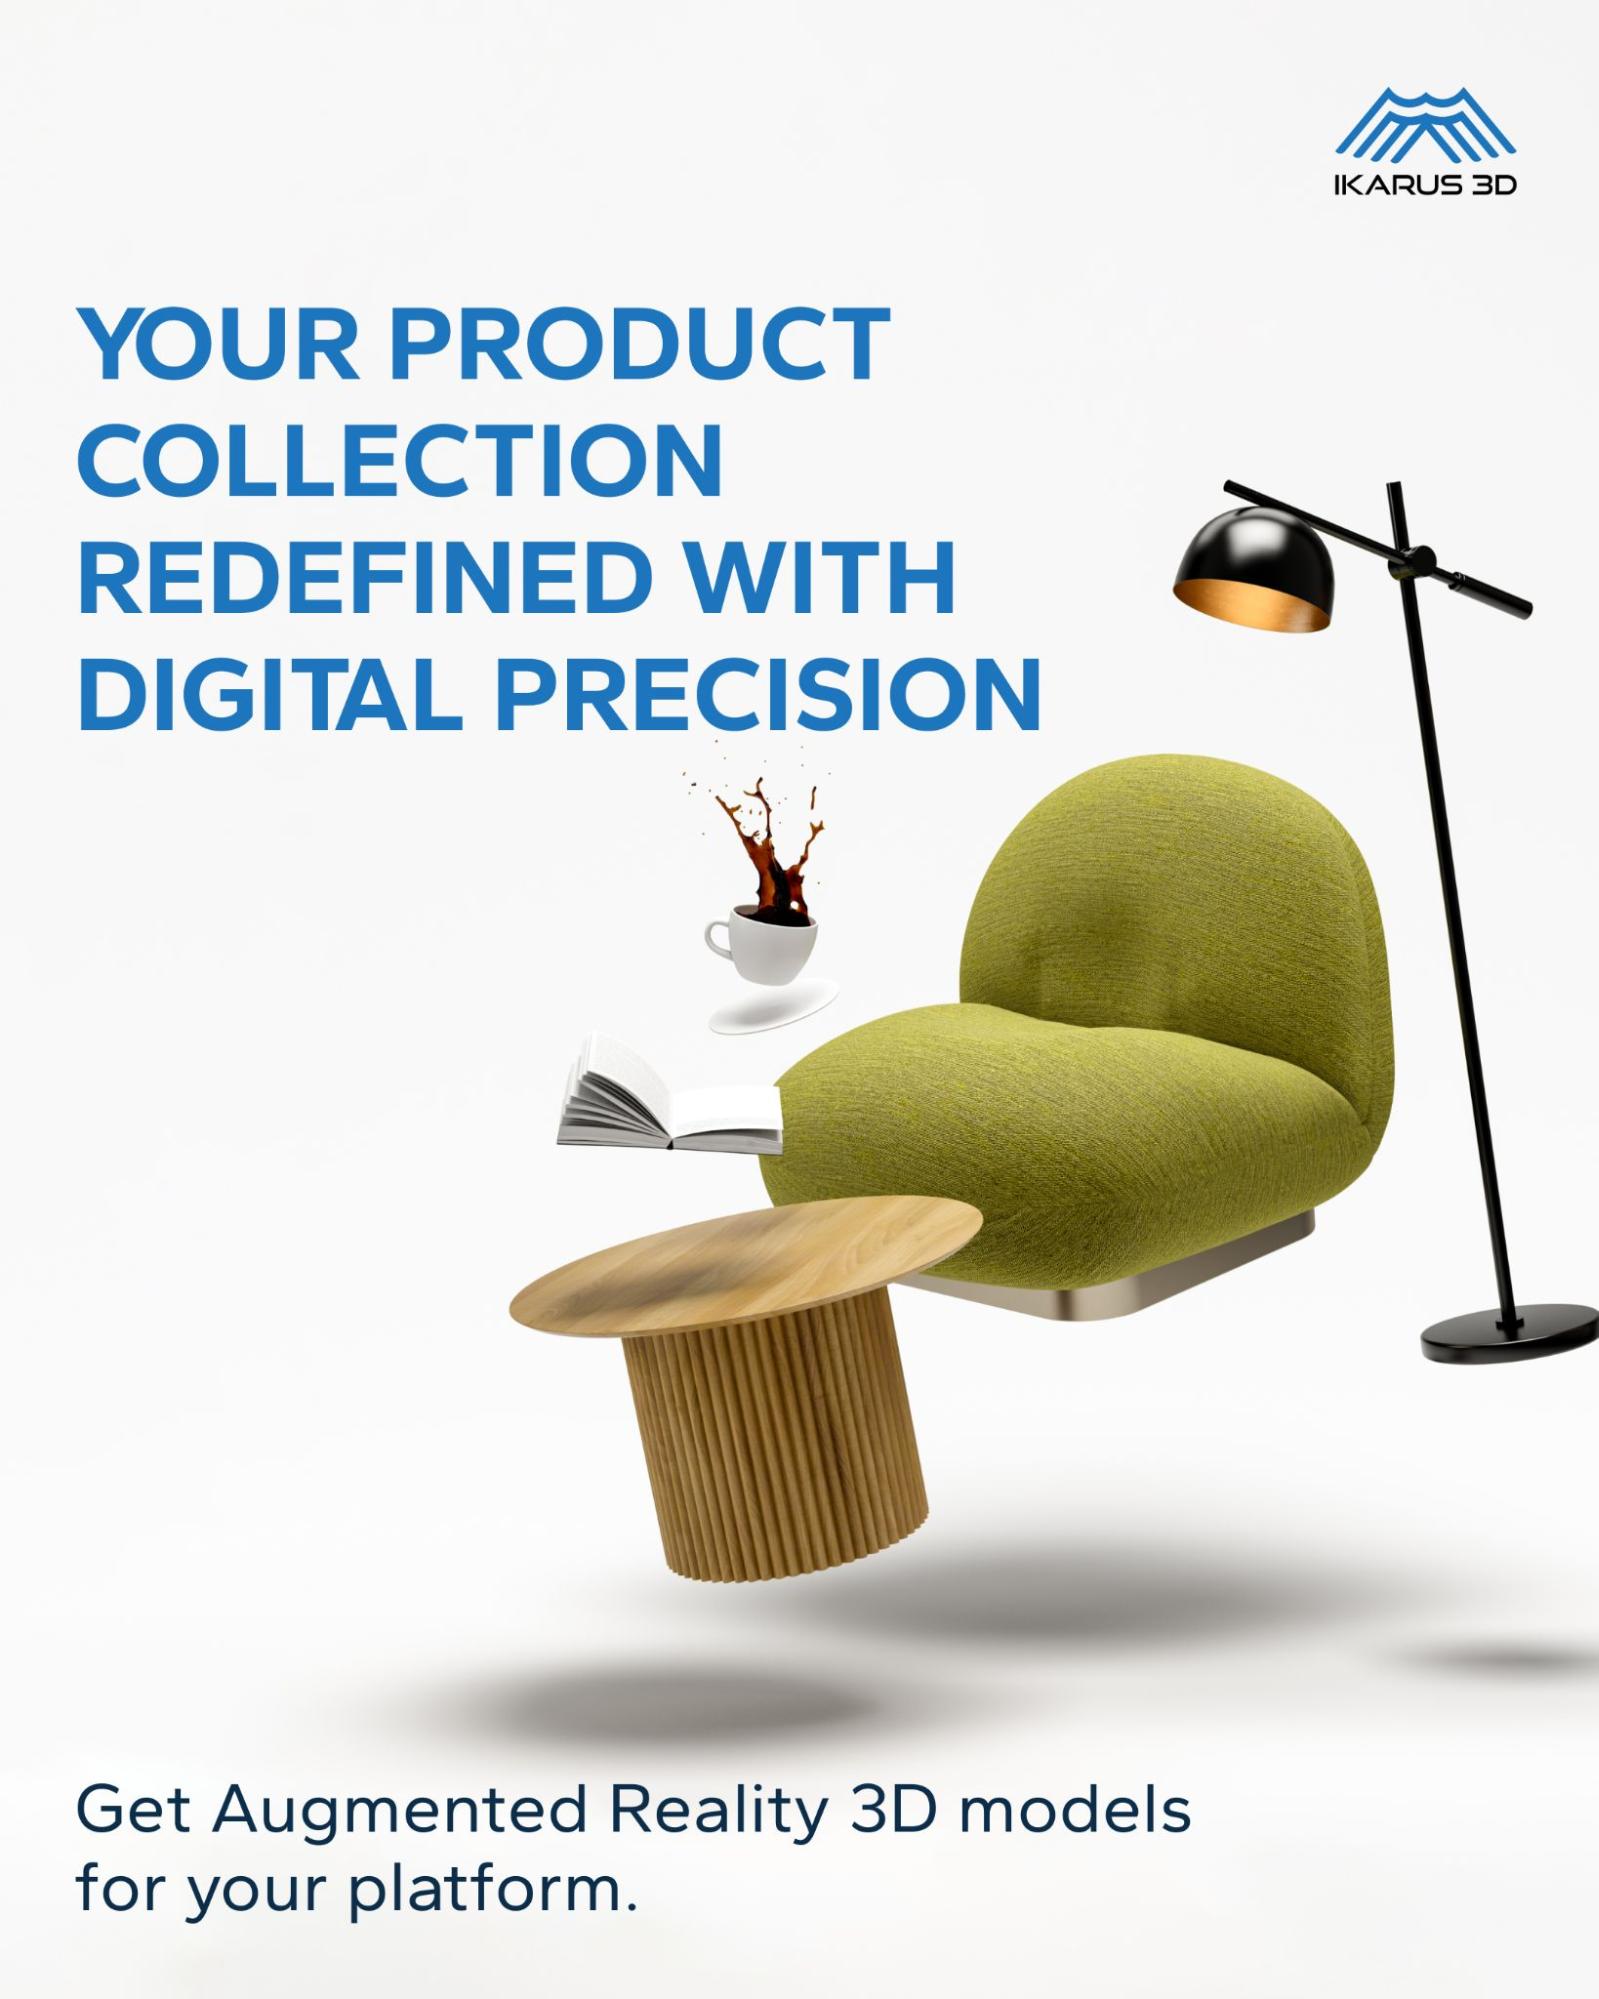 IKARUS 3D
YOUR PRODUCT
COLLECTION
REDEFINED WITH
DIGITAL PRECISION
Get Augmented Reality 3D models
for your platform.